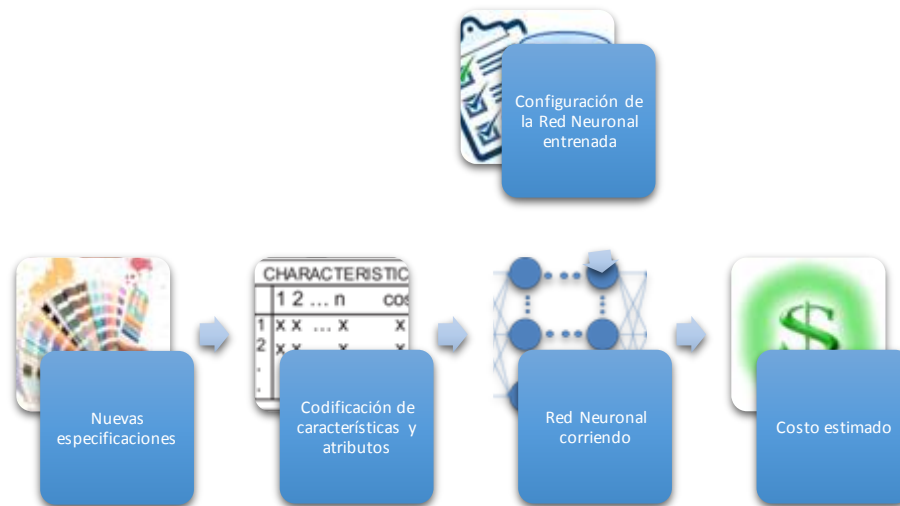 Configuración de
la Red Neuronal
entrenada
CHARACTERISTIC
1 2 ... n cos
1 X X ... X X
2 X X X X
.
.
$
Nuevas
especificaciones
Codificación de
características y
atributos
Red Neuronal
corriendo
Costo estimado